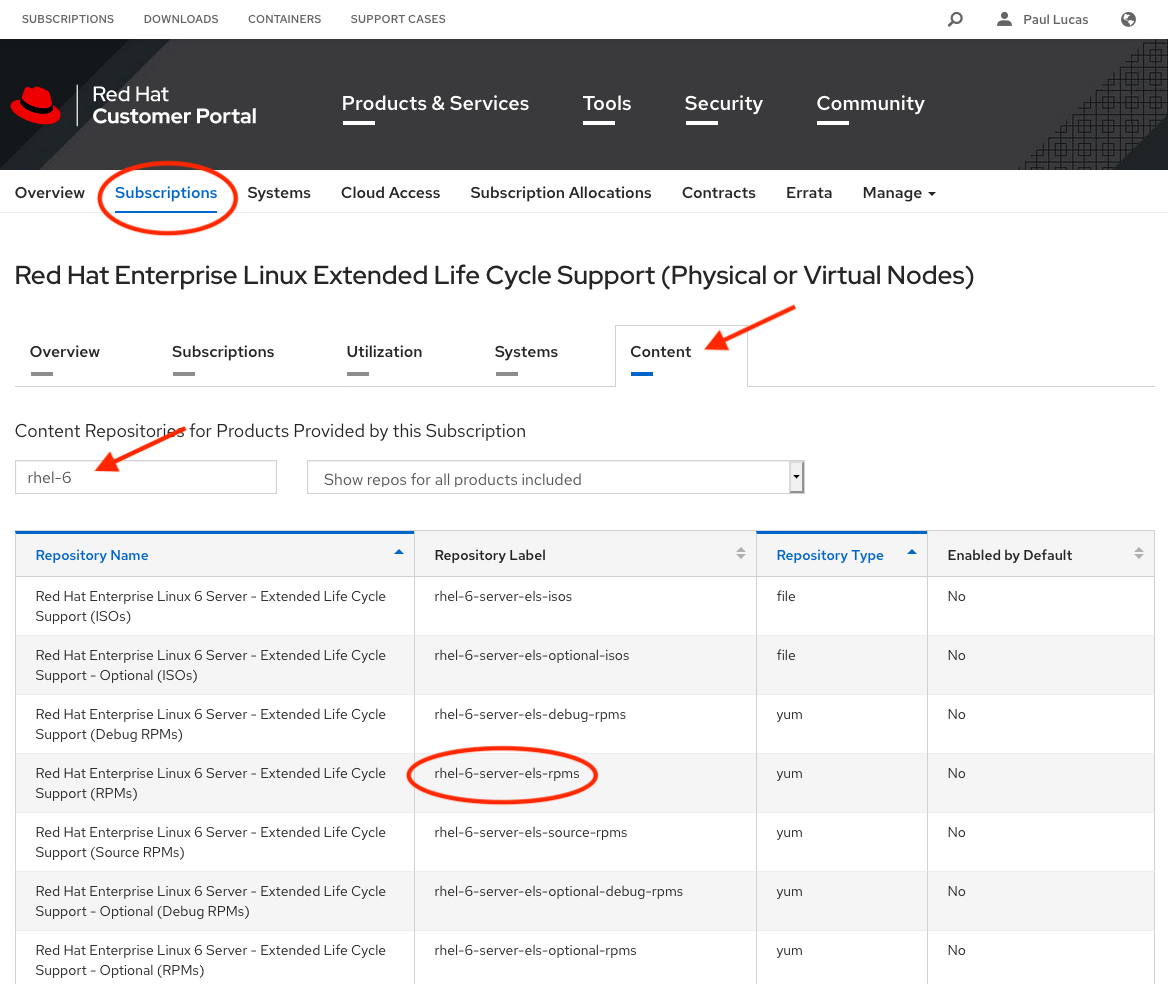 SUBSCRIPTIONS DOWNLOADS CONTAINERS SUPPORT CASES Paul Lucas
Red Hat
Customer Portal
Products & Services Tools Security Community
Overview Subscriptions Systems Cloud Access Subscription Allocations Contracts Errata Manage
Red Hat Enterprise Linux Extended Life Cycle Support (Physical or Virtual Nodes)
Overview Subscriptions Utilization Systems Content
Content Repositories for Products Provided by this Subscription
rhel-6 Show repos for all products included
Repository Name Repository Label Repository Type Enabled by Default
Red Hat Enterprise Linux 6 Server - Extended Life Cycle rhel-6-server-els-isos file No
Support (ISOs)
Red Hat Enterprise Linux 6 Server - Extended Life Cycle rhel-6-server-els-optional-isos file No
Support - Optional (ISOs)
Red Hat Enterprise Linux 6 Server - Extended Life Cycle rhel-6-server-els-debug-rpms yum No
Support (Debug RPMs)
Red Hat Enterprise Linux 6 Server - Extended Life Cycle rhel-6-server-els-rpms yum No
Support (RPMs)
Red Hat Enterprise Linux 6 Server - Extended Life Cycle rhel-6-server-els-source-rpms yum No
Support (Source RPMs)
Red Hat Enterprise Linux 6 Server - Extended Life Cycle rhel-6-server-els-optional-debug-rpms yum No
Support - Optional (Debug RPMs)
Red Hat Enterprise Linux 6 Server - Extended Life Cycle rhel-6-server-els-optional-rpms yum No
Support - Optional (RPMs)